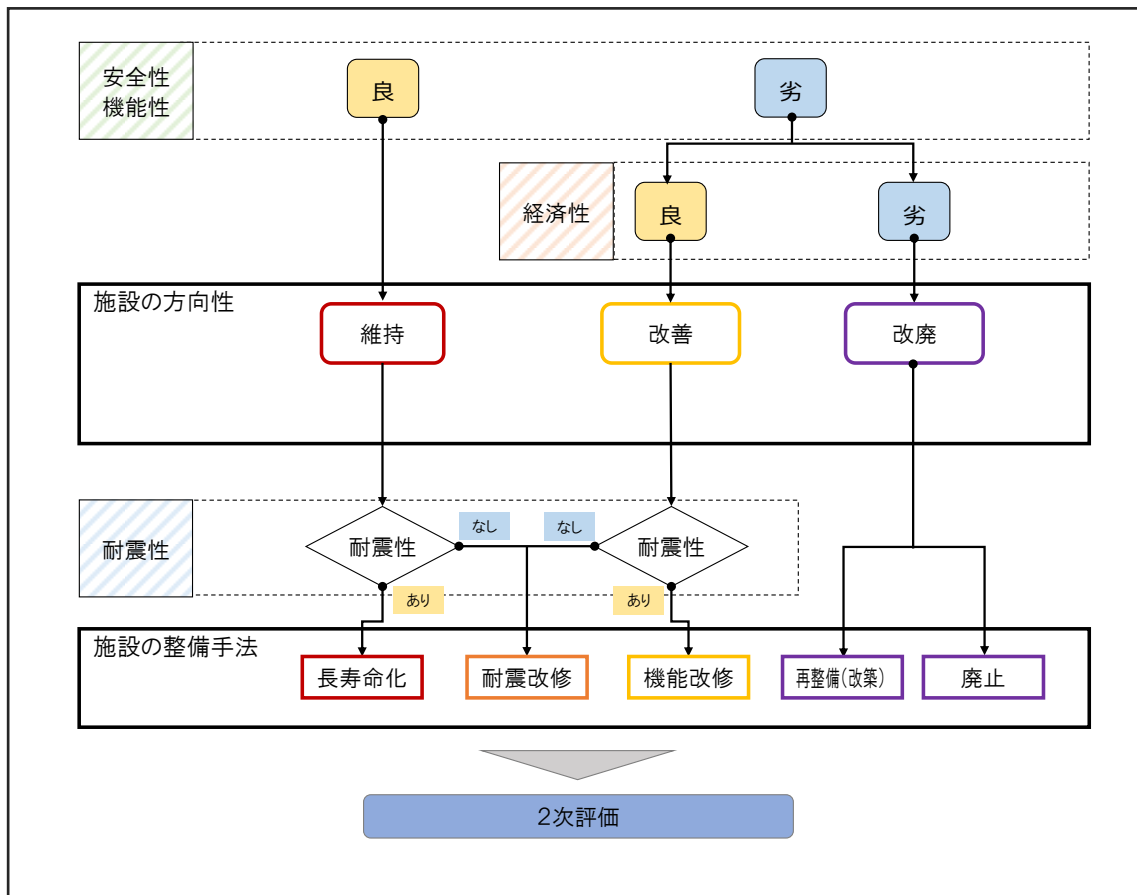 安全性
機能性
良
劣
経済性
良
劣
施設の方向性
維持
改善
改廃
耐震性
耐震性
なし
なし
耐震性
あり
あり
施設の整備手法
長寿命化
耐震改修
機能改修
再整備(改築)
廃止
2次評価